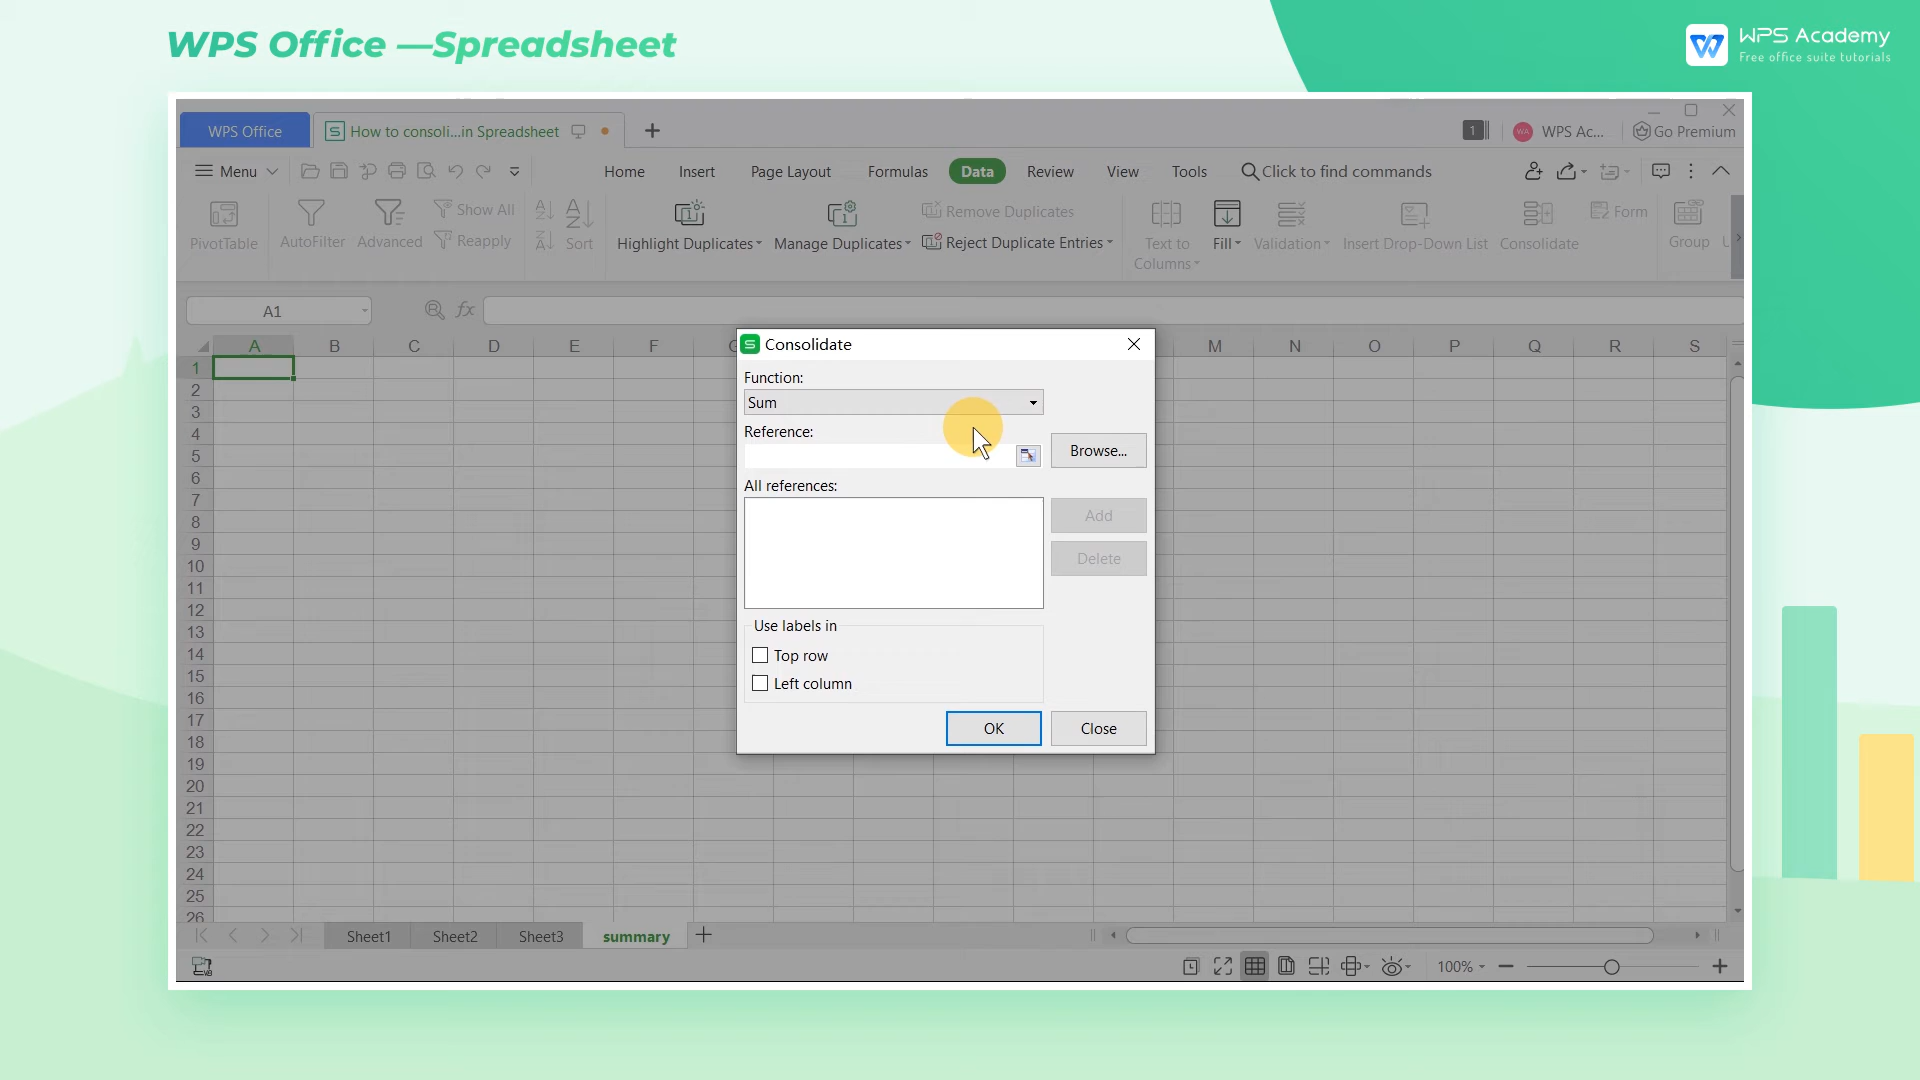 WPS Office —Spreadsheet
WPS Academy
Free office suite tutorials
WPS Office
How to consoli...in Spreadsheet
1
WA
WPS Ac...
Go Premium
Menu
Home
Insert
Page Layout
Formulas
Data
Review
View
Tools
Click to find commands
PivotTable
AutoFilter
Advanced
Show All
Reapply
Sort
Highlight Duplicates
Manage Duplicates
Remove Duplicates
Reject Duplicate Entries
Text to
Columns
Fill
Validation
Insert Drop-Down List
Consolidate
Form
Group
A1
fx
A B C D E F G M N O P Q R S
1
2
3
4
5
6
7
8
9
10
11
12
13
14
15
16
17
18
19
20
21
22
23
24
25
26
Consolidate
Function:
Sum
Reference:
Browse...
All references:
Add
Delete
Use labels in
Top row
Left column
OK
Close
Sheet1
Sheet2
Sheet3
summary
100%